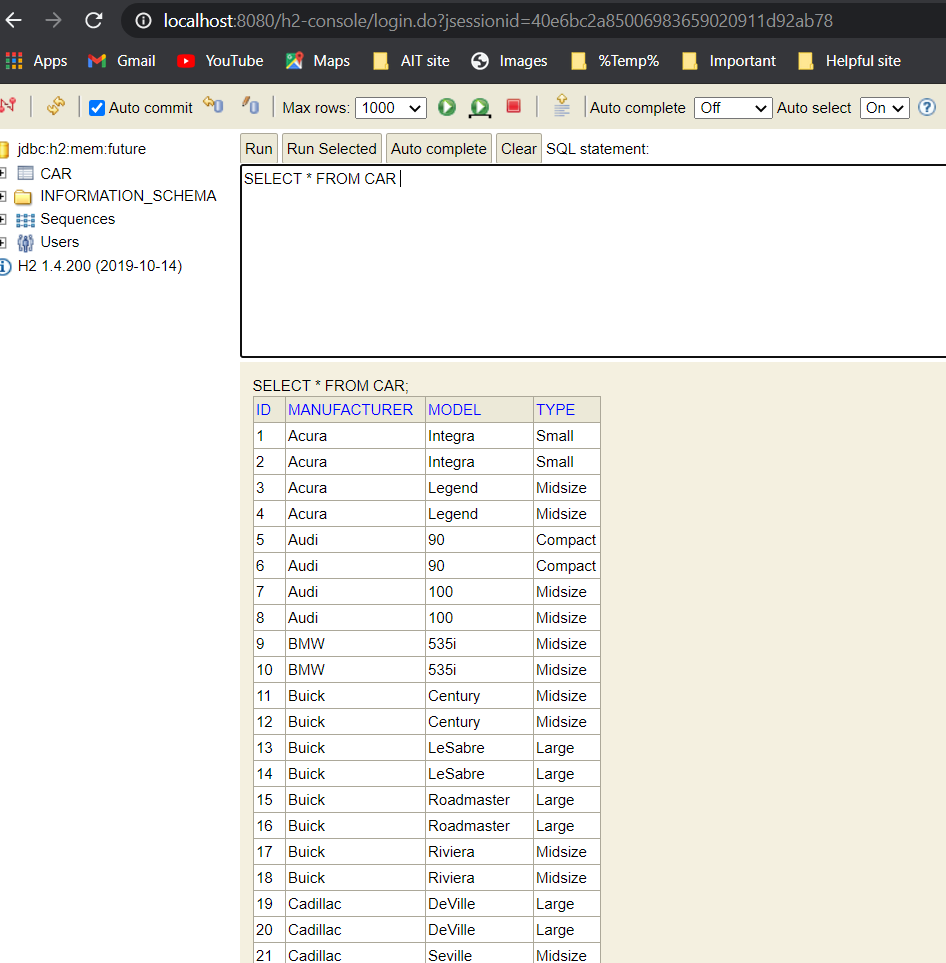 localhost:8080/h2-console/login.do?jsessionid=40e6bc2a85006983659020911d92ab78
Apps Gmail YouTube Maps AIT site Images %Temp% Important Helpful site
Auto commit Max rows: 1000 Auto complete Off Auto select On ?
jdbc:h2:mem:future
CAR
INFORMATION_SCHEMA
Sequences
Users
H2 1.4.200 (2019-10-14)
Run Run Selected Auto complete Clear SQL statement:
SELECT * FROM CAR
SELECT * FROM CAR;
ID MANUFACTURER MODEL TYPE
1 Acura Integra Small
2 Acura Integra Small
3 Acura Legend Midsize
4 Acura Legend Midsize
5 Audi 90 Compact
6 Audi 90 Compact
7 Audi 100 Midsize
8 Audi 100 Midsize
9 BMW 535i Midsize
10 BMW 535i Midsize
11 Buick Century Midsize
12 Buick Century Midsize
13 Buick LeSabre Large
14 Buick LeSabre Large
15 Buick Roadmaster Large
16 Buick Roadmaster Large
17 Buick Riviera Midsize
18 Buick Riviera Midsize
19 Cadillac DeVille Large
20 Cadillac DeVille Large
21 Cadillac Seville Midsize